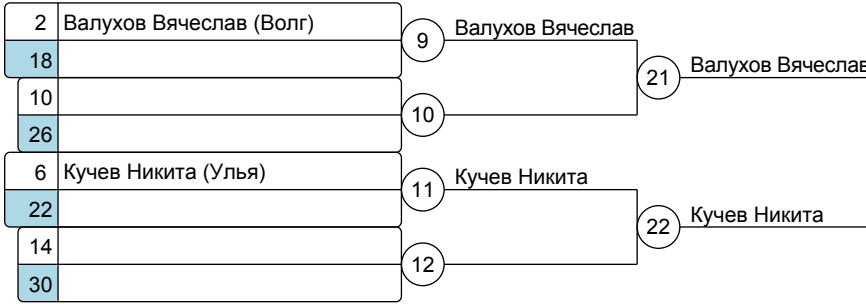 2 Валухов Вячеслав (Волг)
9 Валухов Вячеслав
18
21 Валухов Вячеслав
10
10
26
6 Кучев Никита (Улья)
11 Кучев Никита
22
22 Кучев Никита
14
12
30